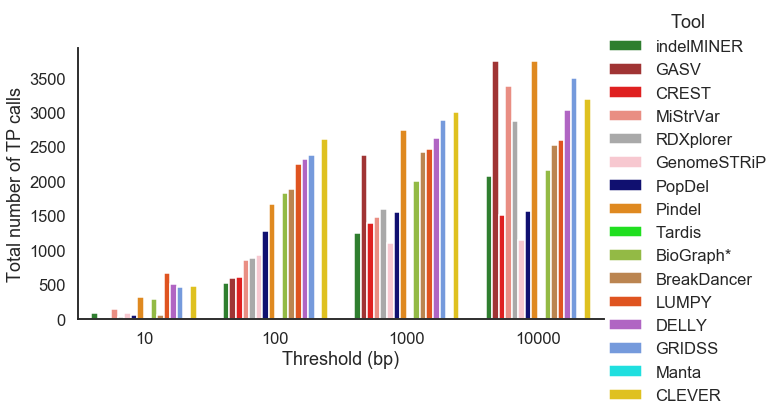 Tool
indelMINER
GASV
CREST
MiStrVar
RDXplorer
GenomeSTRiP
PopDel
Pindel
Tardis
BioGraph*
BreakDancer
LUMPY
DELLY
GRIDSS
Manta
CLEVER
Total number of TP calls
3500
3000
2500
2000
1500
1000
500
0
10 100 1000 10000
Threshold (bp)